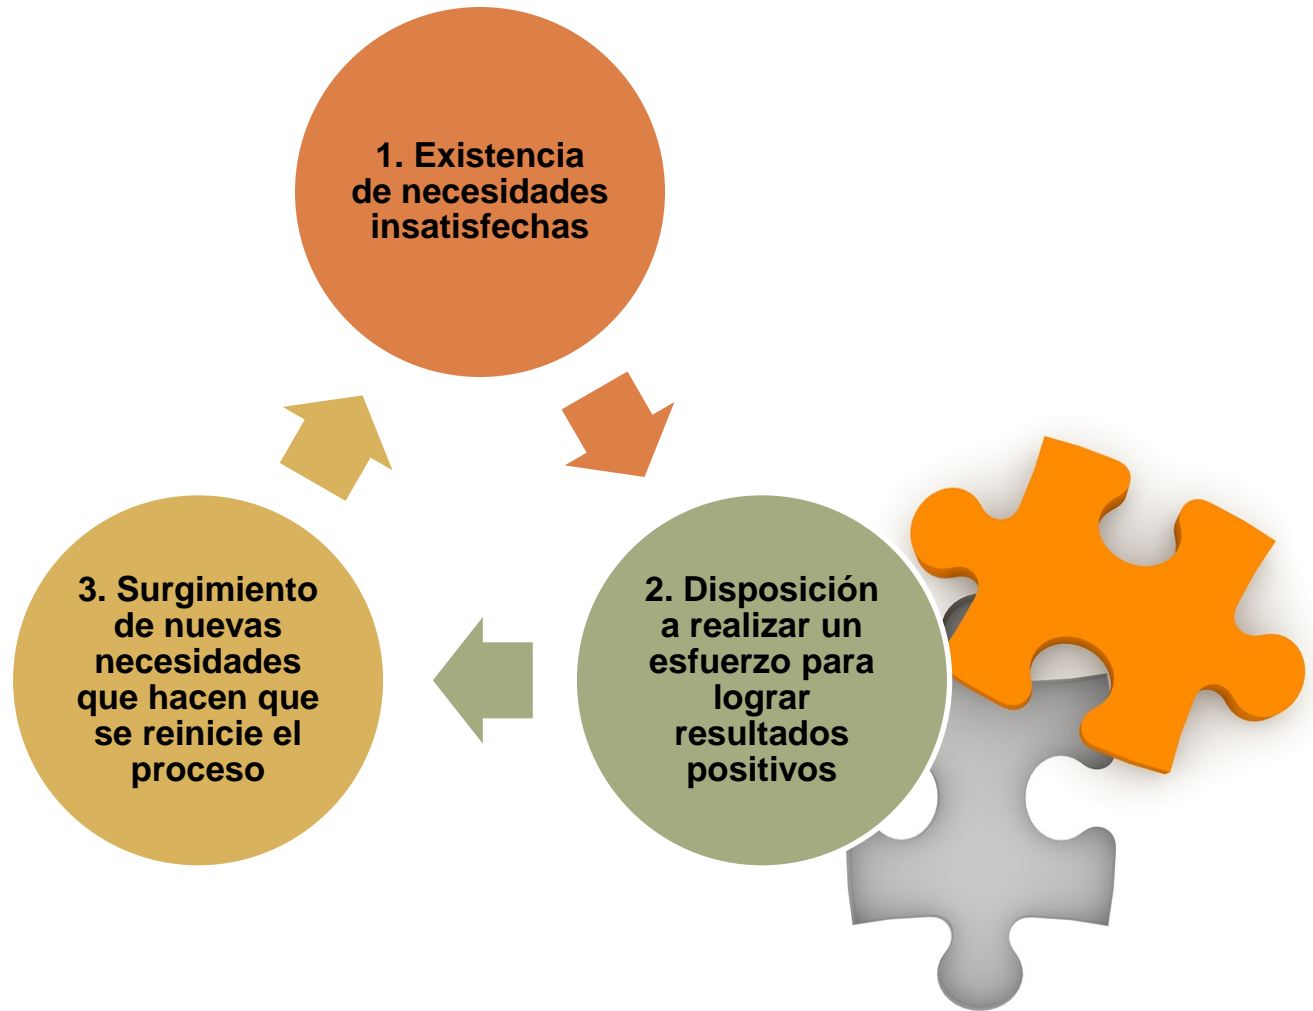 1. Existencia
de necesidades
insatisfechas
2. Disposición
a realizar un
esfuerzo para
lograr
resultados
positivos
3. Surgimiento
de nuevas
necesidades
que hacen que
se reinicie el
proceso